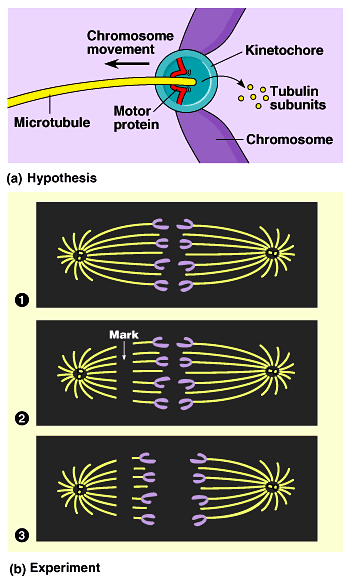 Chromosome
movement
Kinetochore
Tubulin
subunits
Motor
protein
Microtubule
Chromosome
(a) Hypothesis
1
Mark
2
3
(b) Experiment